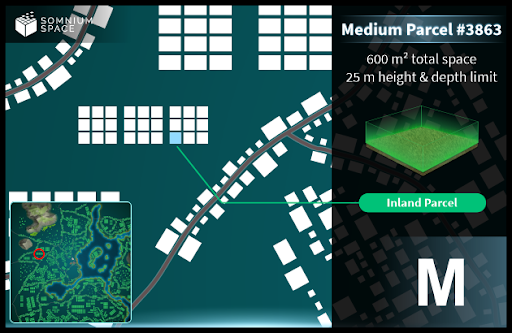 SOMNIUM
SPACE
Medium Parcel #3863
600 m² total space
25 m height & depth limit
Inland Parcel
M